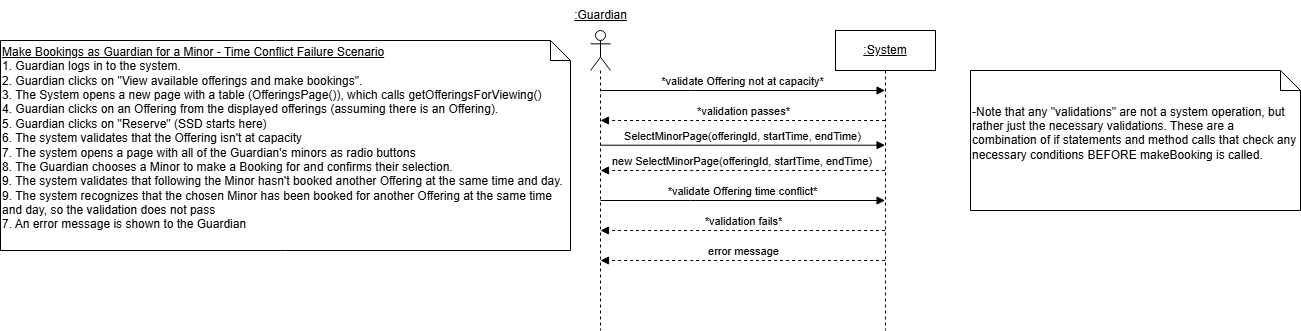 Make Bookings as Guardian for a Minor - Time Conflict Failure Scenario
1. Guardian logs in to the system.
2. Guardian clicks on "View available offerings and make bookings".
3. The System opens a new page with a table (OfferingsPage()), which calls getOfferingsForViewing()
4. Guardian clicks on an Offering from the displayed offerings (assuming there is an Offering).
5. Guardian clicks on "Reserve" (SSD starts here)
6. The system validates that the Offering isn't at capacity
7. The system opens a page with all of the Guardian's minors as radio buttons
8. The Guardian chooses a Minor to make a Booking for and confirms their selection.
9. The system validates that following the Minor hasn't booked another Offering at the same time and day.
9. The system recognizes that the chosen Minor has been booked for another Offering at the same time
and day, so the validation does not pass
7. An error message is shown to the Guardian
:Guardian
:System
*validate Offering not at capacity*
*validation passes*
SelectMinorPage(offeringId, startTime, endTime)
new SelectMinorPage(offeringId, startTime, endTime)
*validate Offering time conflict*
*validation fails*
error message
-Note that any "validations" are not a system operation, but
rather just the necessary validations. These are a
combination of if statements and method calls that check any
necessary conditions BEFORE makeBooking is called.